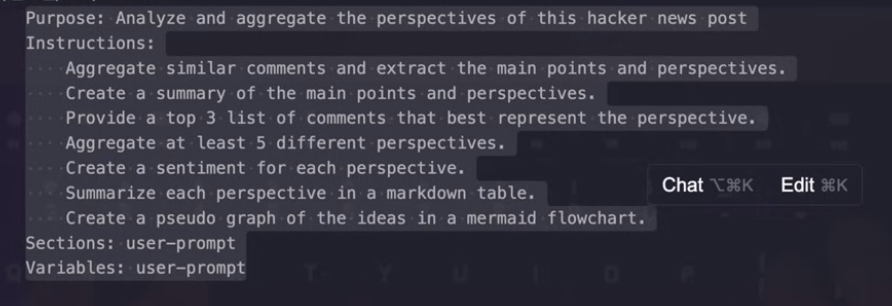 Purpose: Analyze and aggregate the perspectives of this hacker news post
Instructions:
Aggregate similar comments and extract the main points and perspectives.
Create a summary of the main points and perspectives.
Provide a top 3 list of comments that best represent the perspective.
Aggregate at least 5 different perspectives.
Create a sentiment for each perspective.
Chat ⌥⌘K Edit ⌘K
Summarize each perspective in a markdown table.
Create a pseudo graph of the ideas in a mermaid flowchart.
Sections: user-prompt
Variables: user-prompt
T Y U I O P